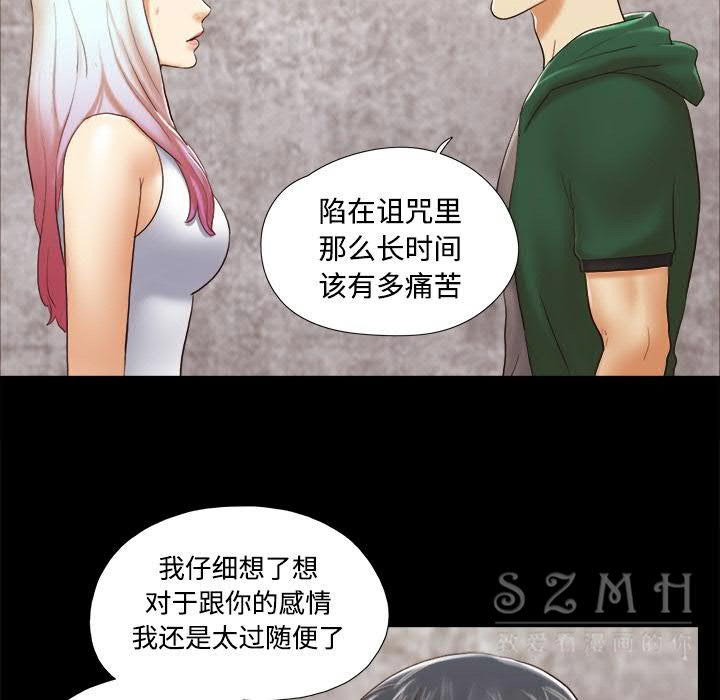 陷在诅咒里
那么长时间
该有多痛苦
我仔细想了想
对于跟你的感情
我还是太过随便了
SZMH
致爱看漫画的你